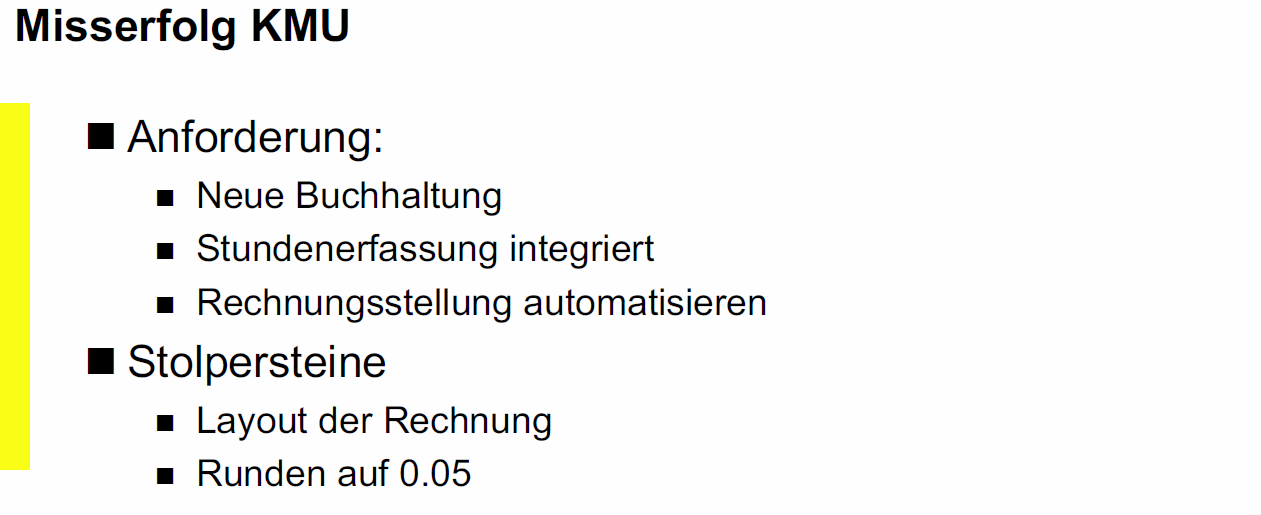 Misserfolg KMU
■ Anforderung:
■ Neue Buchhaltung
■ Stundenerfassung integriert
■ Rechnungsstellung automatisieren
■ Stolpersteine
■ Layout der Rechnung
■ Runden auf 0.05